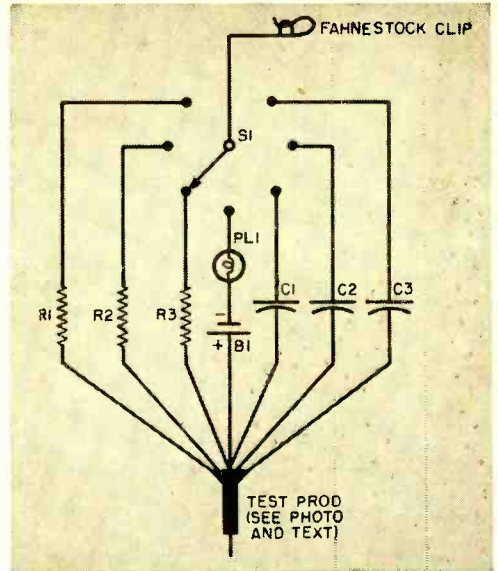 FAHNESTOCK CLIP
S1
PL1
R1
R2
R3
C1
C2
C3
-
+ B1
TEST PROD
(SEE PHOTO
AND TEXT)